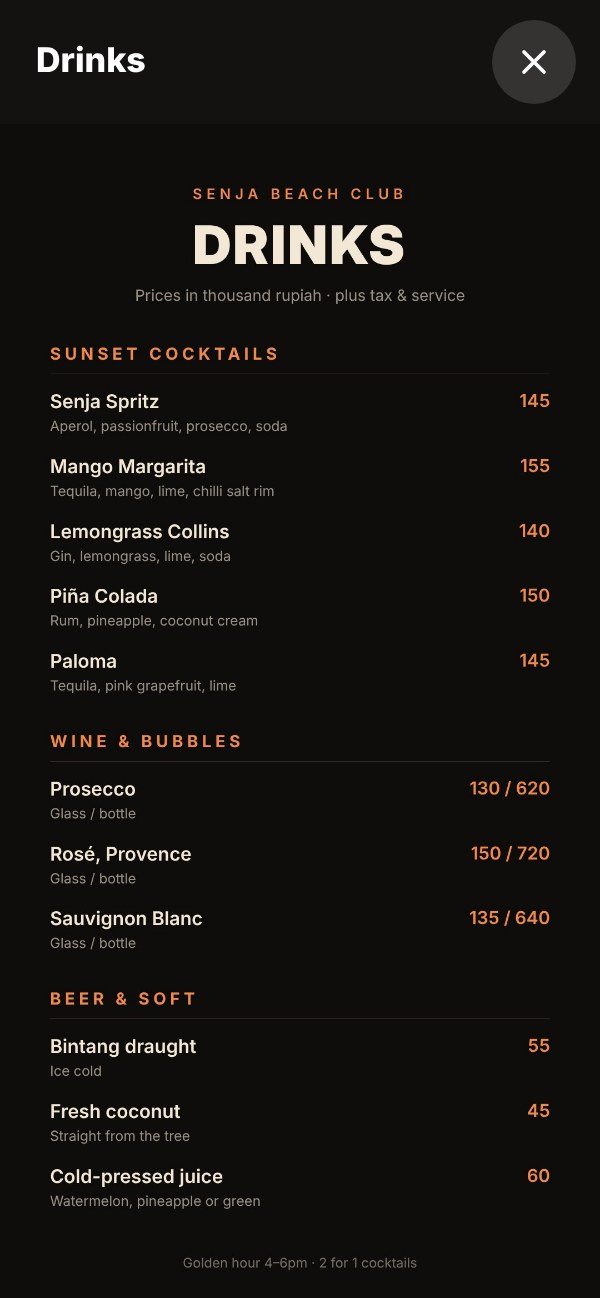 Drinks
SENJA BEACH CLUB
DRINKS
Prices in thousand rupiah · plus tax & service
SUNSET COCKTAILS
Senja Spritz 145
Aperol, passionfruit, prosecco, soda
Mango Margarita 155
Tequila, mango, lime, chilli salt rim
Lemongrass Collins 140
Gin, lemongrass, lime, soda
Piña Colada 150
Rum, pineapple, coconut cream
Paloma 145
Tequila, pink grapefruit, lime
WINE & BUBBLES
Prosecco 130 / 620
Glass / bottle
Rosé, Provence 150 / 720
Glass / bottle
Sauvignon Blanc 135 / 640
Glass / bottle
BEER & SOFT
Bintang draught 55
Ice cold
Fresh coconut 45
Straight from the tree
Cold-pressed juice 60
Watermelon, pineapple or green
Golden hour 4–6pm · 2 for 1 cocktails